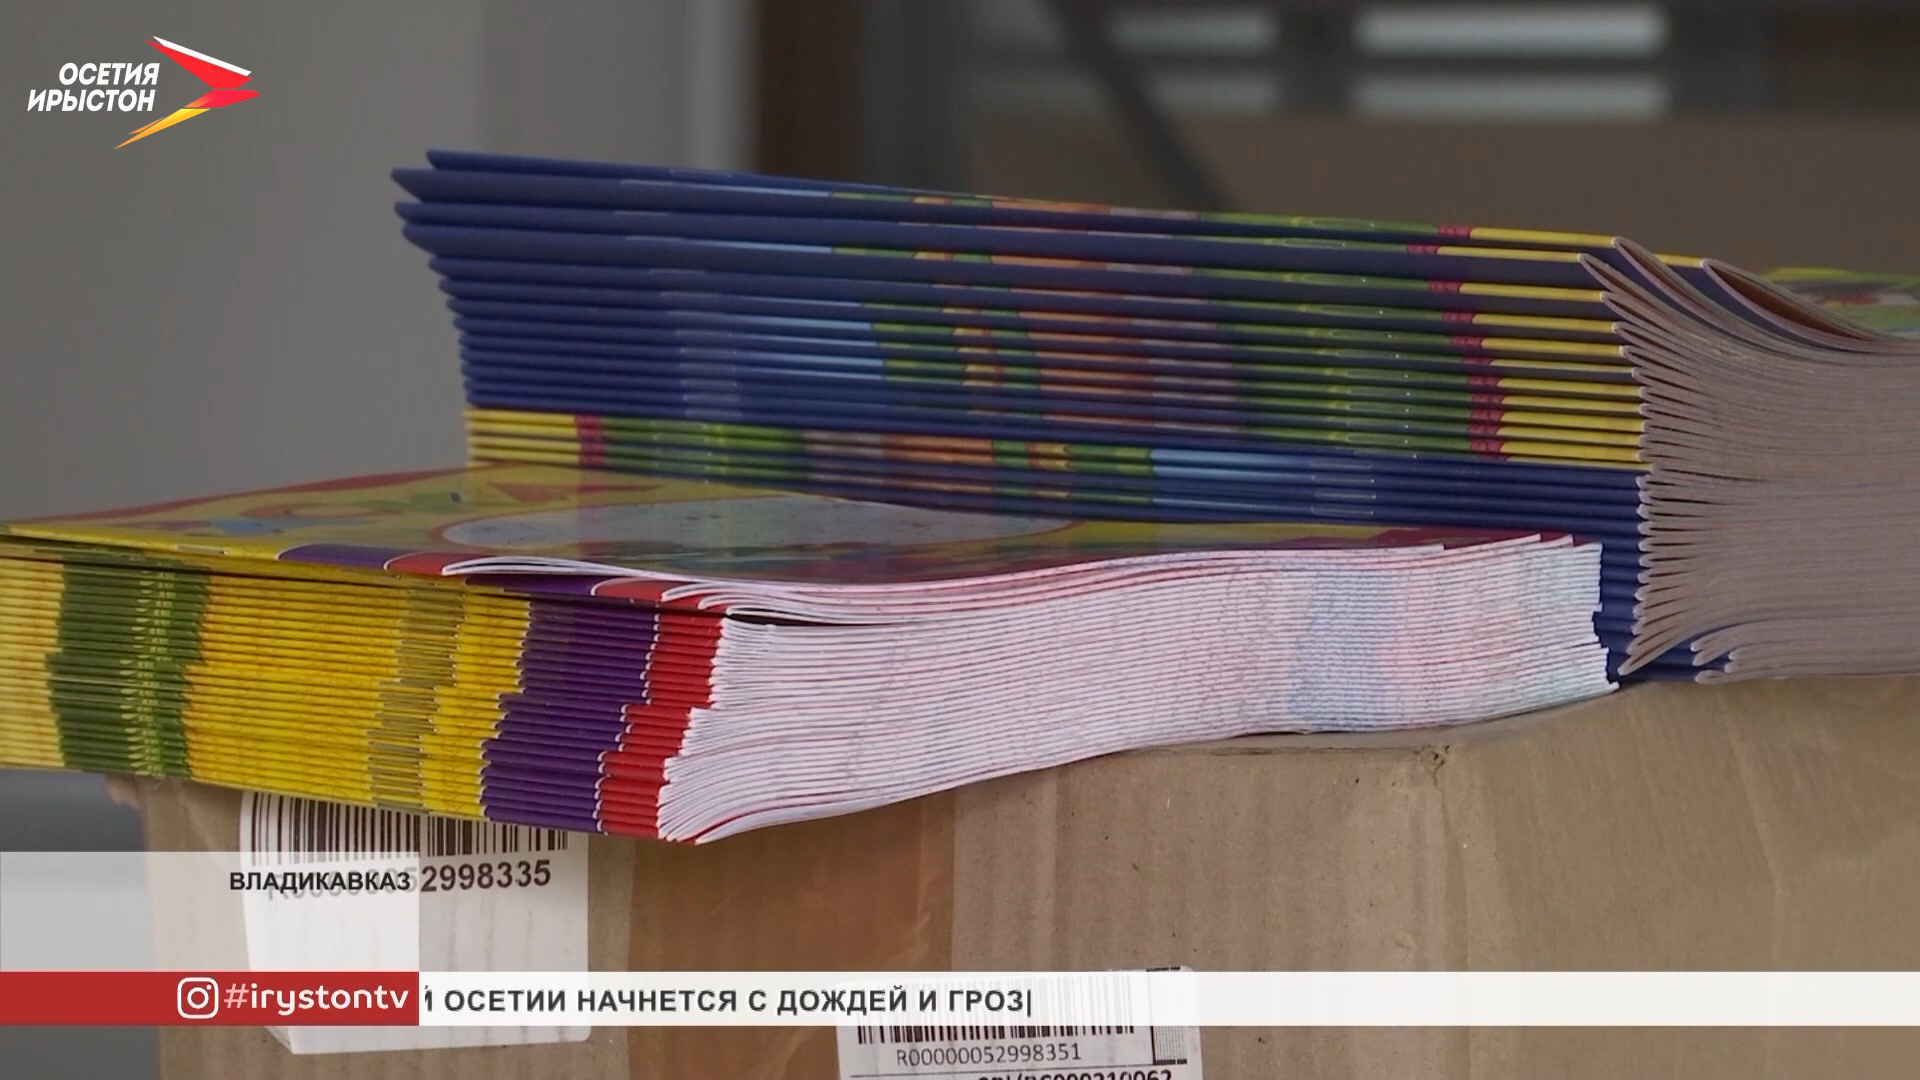 ОСЕТИЯ
ИРЫСТОН
ВЛАДИКАВКАЗ
2998335
#irystontv
Й ОСЕТИИ НАЧНЕТСЯ С ДОЖДЕЙ И ГРОЗ|
R00000052998351